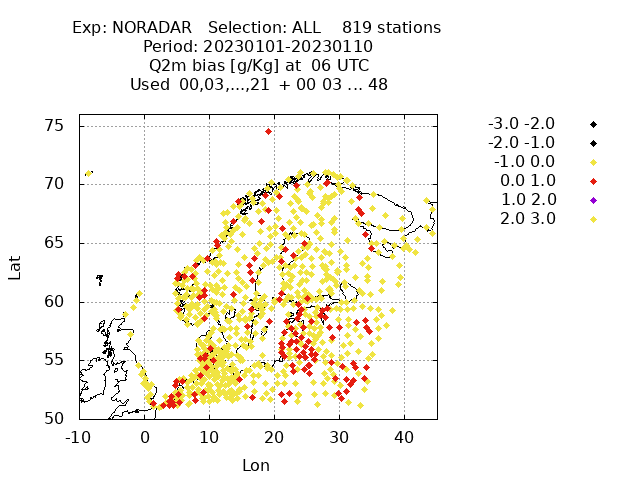 Exp: NORADAR   Selection: ALL    819 stations
Period: 20230101-20230110
Q2m bias [g/Kg] at  06 UTC
Used  00,03,...,21  + 00 03 ... 48
-3.0 -2.0
-2.0 -1.0
-1.0 0.0
0.0 1.0
1.0 2.0
2.0 3.0
75
70
65
60
55
50
Lat
-10 0 10 20 30 40
Lon